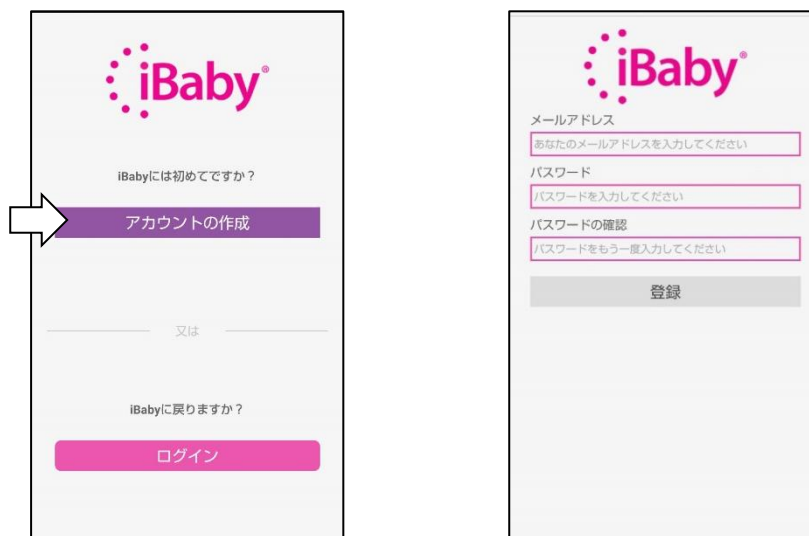 iBaby®
iBabyには初めてですか？
アカウントの作成
又は
iBabyに戻りますか？
ログイン
iBaby®
メールアドレス
あなたのメールアドレスを入力してください
パスワード
パスワードを入力してください
パスワードの確認
パスワードをもう一度入力してください
登録